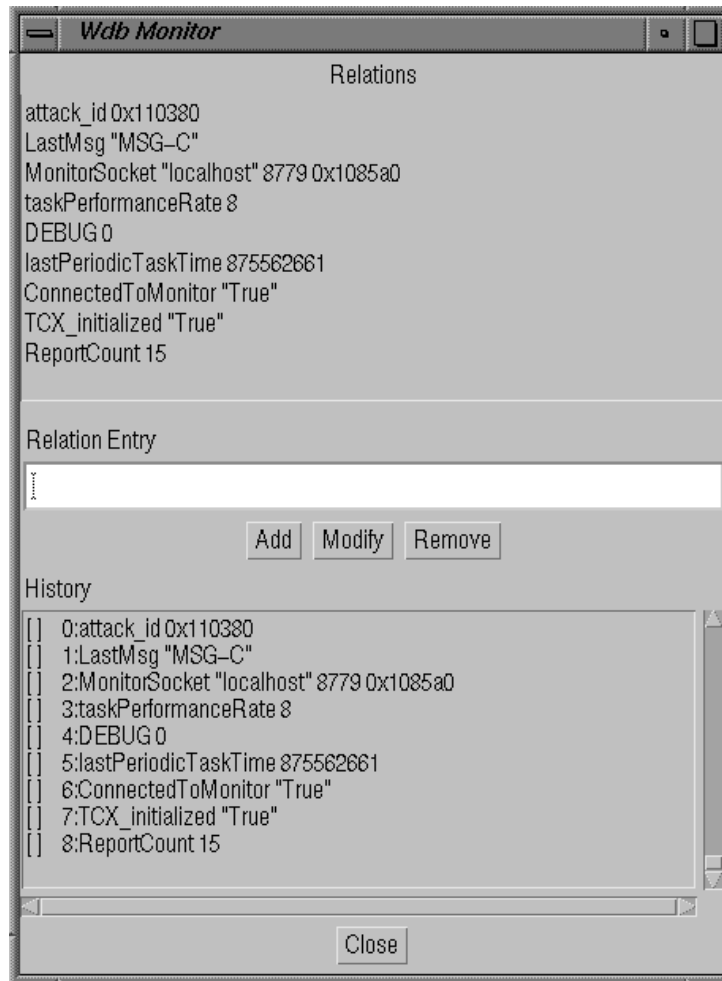 Wdb Monitor
Relations
attack_id 0x110380
LastMsg "MSG-C"
MonitorSocket "localhost" 8779 0x1085a0
taskPerformanceRate 8
DEBUG 0
lastPeriodicTaskTime 875562661
ConnectedToMonitor "True"
TCX_initialized "True"
ReportCount 15
Relation Entry
Add Modify Remove
History
[ ] 0:attack_id 0x110380
[ ] 1:LastMsg "MSG-C"
[ ] 2:MonitorSocket "localhost" 8779 0x1085a0
[ ] 3:taskPerformanceRate 8
[ ] 4:DEBUG 0
[ ] 5:lastPeriodicTaskTime 875562661
[ ] 6:ConnectedToMonitor "True"
[ ] 7:TCX_initialized "True"
[ ] 8:ReportCount 15
Close